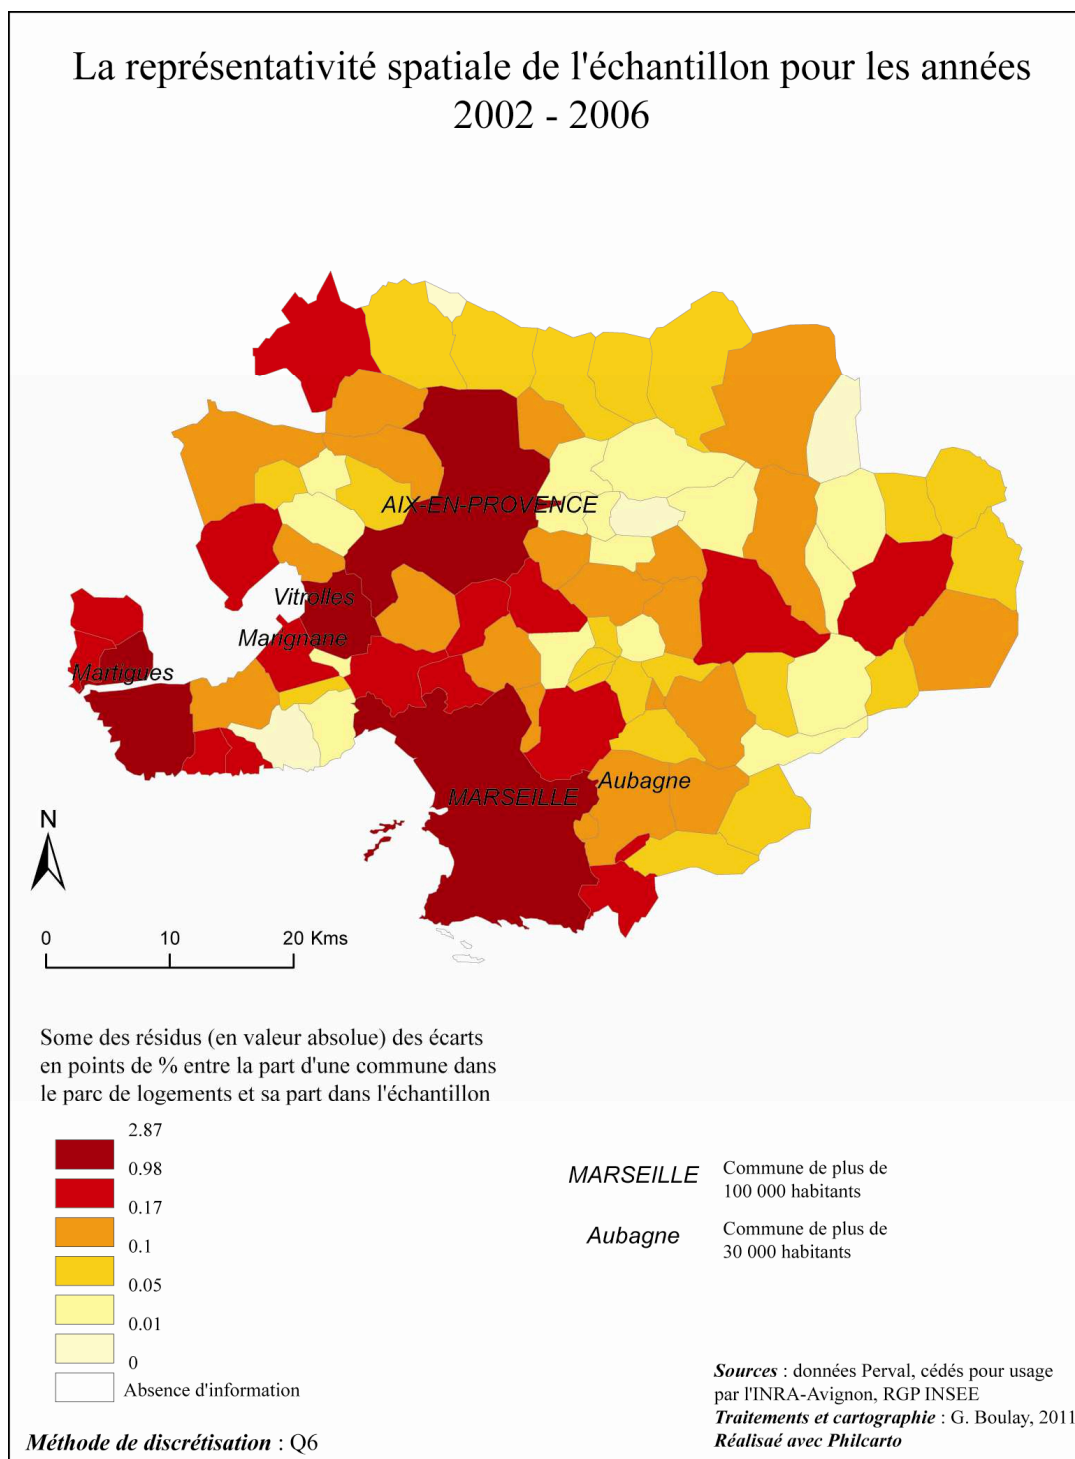 La représentativité spatiale de l'échantillon pour les années
2002 - 2006
AIX-EN-PROVENCE
Vitrolles
Marignane
Martigues
Aubagne
MARSEILLE
N
0 10 20 Kms
Some des résidus (en valeur absolue) des écarts
en points de % entre la part d'une commune dans
le parc de logements et sa part dans l'échantillon
2.87
0.98
0.17
0.1
0.05
0.01
0
Absence d'information
MARSEILLE
Commune de plus de
100 000 habitants
Aubagne
Commune de plus de
30 000 habitants
Sources : données Perval, cédés pour usage
par l'INRA-Avignon, RGP INSEE
Traitements et cartographie : G. Boulay, 2011
Réalisaé avec Philcarto
Méthode de discrétisation : Q6